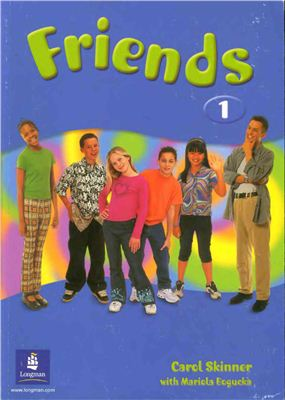 Friends
1
Carol Skinner
with Mariola Bogucka
Longman
www.longman.com